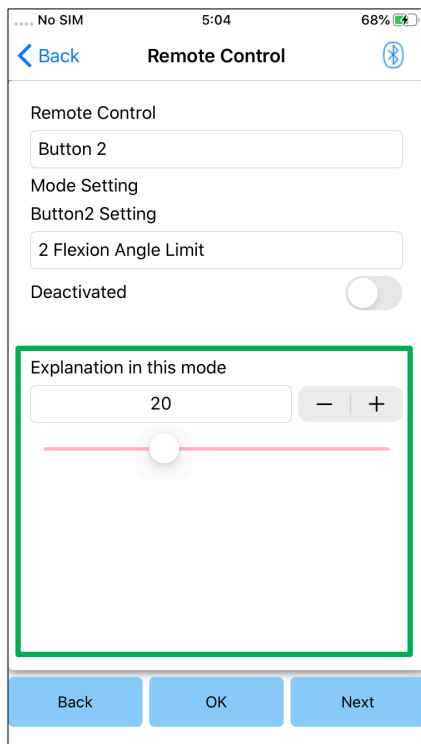 No SIM 5:04 68%
Back Remote Control
Remote Control
Button 2
Mode Setting
Button2 Setting
2 Flexion Angle Limit
Deactivated
Explanation in this mode
20 − +
Back OK Next